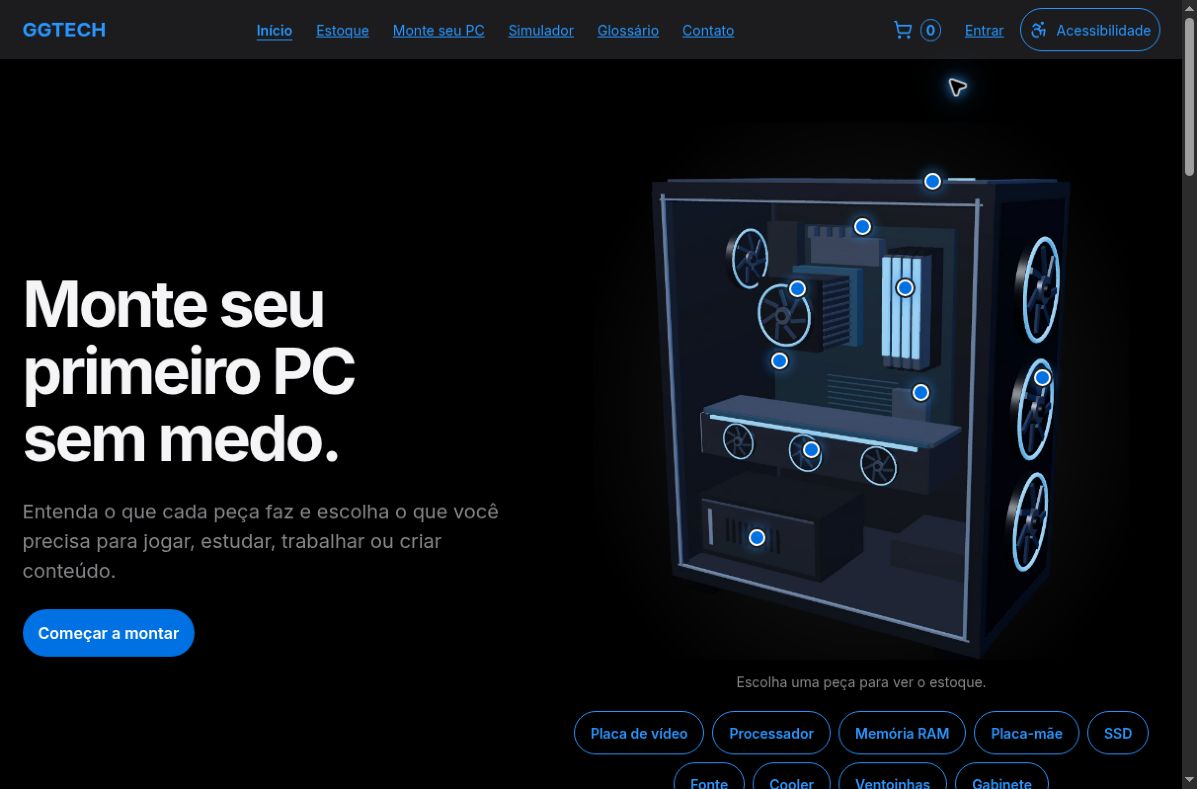 GGTECH
Início
Estoque
Monte seu PC
Simulador
Glossário
Contato
0
Entrar
Acessibilidade
Monte seu
primeiro PC
sem medo.
Entenda o que cada peça faz e escolha o que você
precisa para jogar, estudar, trabalhar ou criar
conteúdo.
Começar a montar
Escolha uma peça para ver o estoque.
Placa de vídeo
Processador
Memória RAM
Placa-mãe
SSD
Fonte
Cooler
Ventoinhas
Gabinete